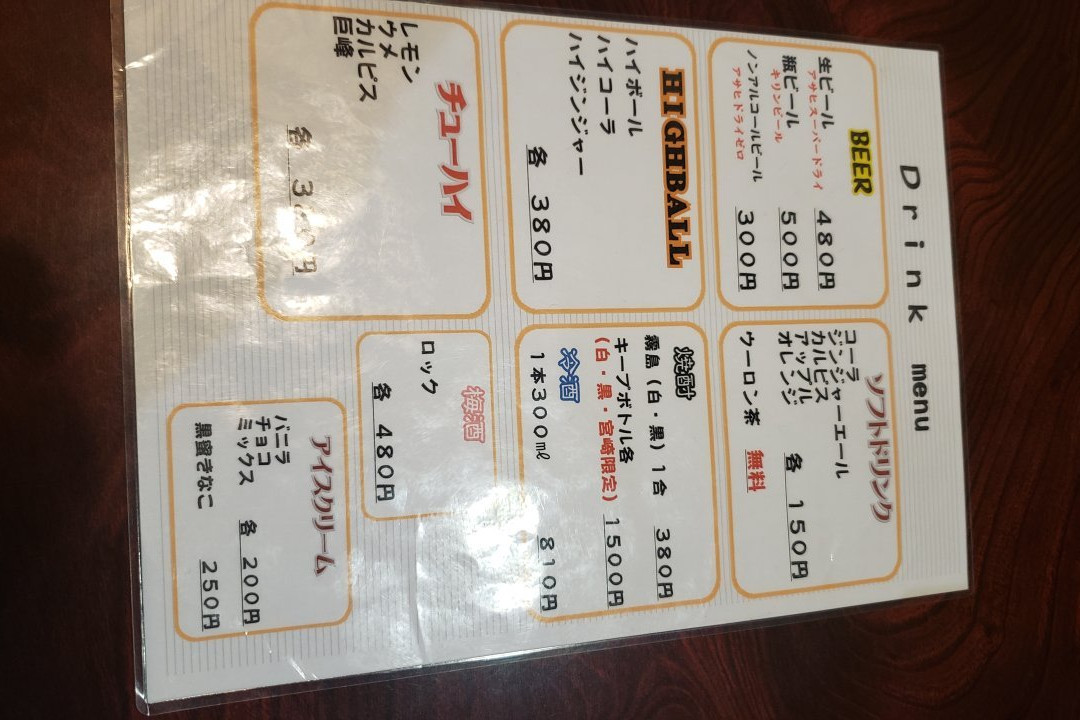 Drink menu
BEER
生ビール 480円
アサヒスーパードライ
瓶ビール 500円
キリンビール
ノンアルコールビール 300円
アサヒドライゼロ
ソフトドリンク
コーラ
ジンジャーエール
カルピス
アップル
オレンジ 各 150円
ウーロン茶 無料
HIGHBALL
ハイボール
ハイコーラ
ハイジンジャー
各 380円
焼酎
霧島(白・黒)1合 380円
キープボトル各 1500円
(白・黒・宮崎限定)
冷酒
1本300㎖ 810円
チューハイ
レモン
ウメ
カルピス
巨峰
各
梅酒
ロック
各 480円
アイスクリーム
バニラ
チョコ
ミックス 各 200円
黒蜜きなこ 250円